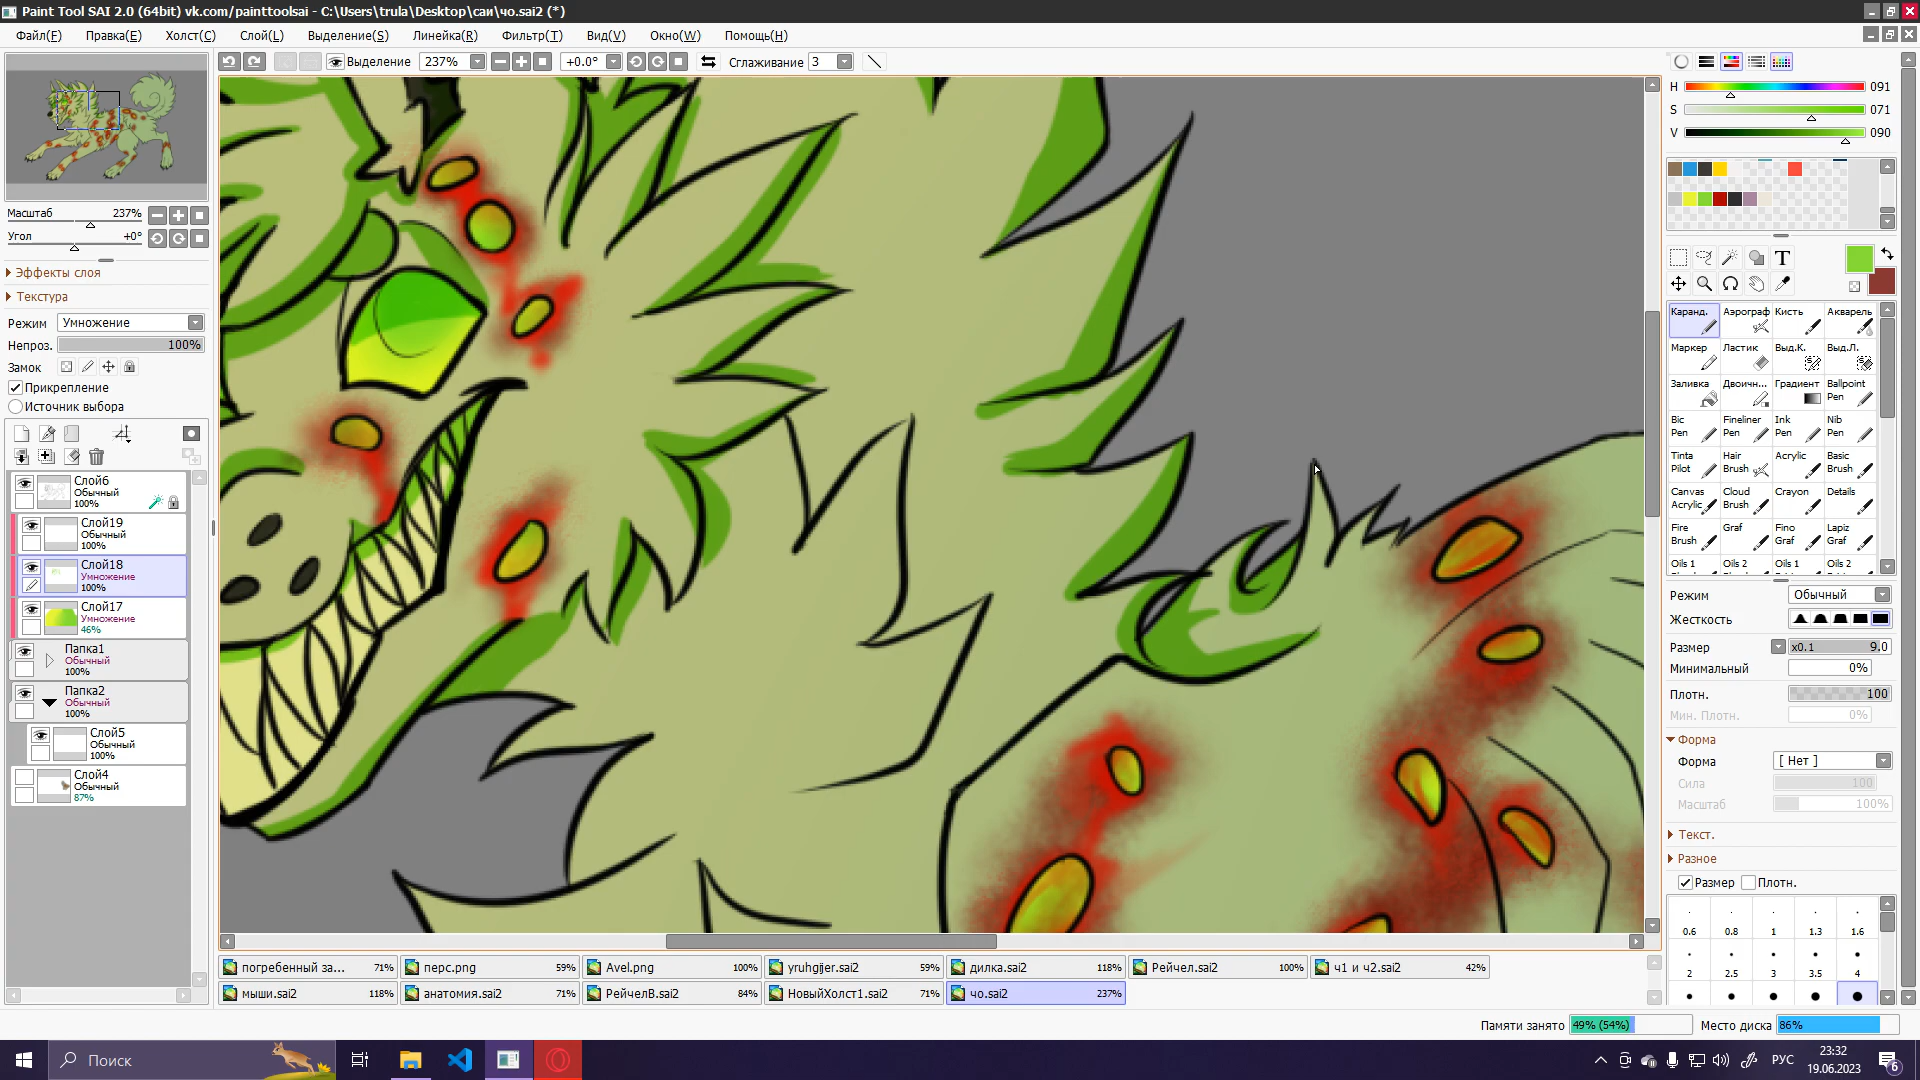 Paint Tool SAI 2.0 (64bit) vk.com/painttoolsai - C:\Users\trula\Desktop\саи\чо.sai2 (*)
Файл(F) Правка(E) Холст(C) Слой(L) Выделение(S) Линейка(R) Фильтр(T) Вид(V) Окно(W) Помощь(H)
Выделение 237% +0.0° Сглаживание 3
H 091
S 071
V 090
Масштаб 237%
Угол +0°
Эффекты слоя
Текстура
Режим Умножение
Непроз. 100%
Замок
Прикрепление
Источник выбора
Слой6
Обычный
100%
Слой19
Обычный
100%
Слой18
Умножение
100%
Слой17
Умножение
46%
Папка1
Обычный
100%
Папка2
Обычный
100%
Слой5
Обычный
100%
Слой4
Обычный
87%
T
Каранд. Аэрограф Кисть Акварель
Маркер Ластик Выд.К. Выд.Л.
Заливка Двоичн... Градиент Ballpoint Pen
Bic Pen Fineliner Pen Ink Pen Nib Pen
Tinta Pilot Hair Brush Acrylic Basic Brush
Canvas Acrylic Cloud Brush Crayon Details
Fire Brush Graf Fino Graf Lapiz Graf
Oils 1 Oils 2 Oils 2
Режим Обычный
Жесткость
Размер x0.1 9.0
Минимальный 0%
Плотн. 100
Мин. Плотн. 0%
Форма
Форма [ Нет ]
Сила 100
Масштаб 100%
Текст.
Разное
Размер Плотн.
0.6 0.8 1 1.3 1.6
2 2.5 3 3.5 4
погребенный за... 71% перс.png 59% Avel.png 100% yruhgijer.sai2 59% дилка.sai2 118% Рейчел.sai2 100% ч1 и ч2.sai2 42%
мыши.sai2 118% анатомия.sai2 71% РейчелВ.sai2 84% НовыйХолст1.sai2 71% чо.sai2 237%
Памяти занято 49% (54%) Место диска 86%
Поиск
РУС
23:32
19.06.2023
6